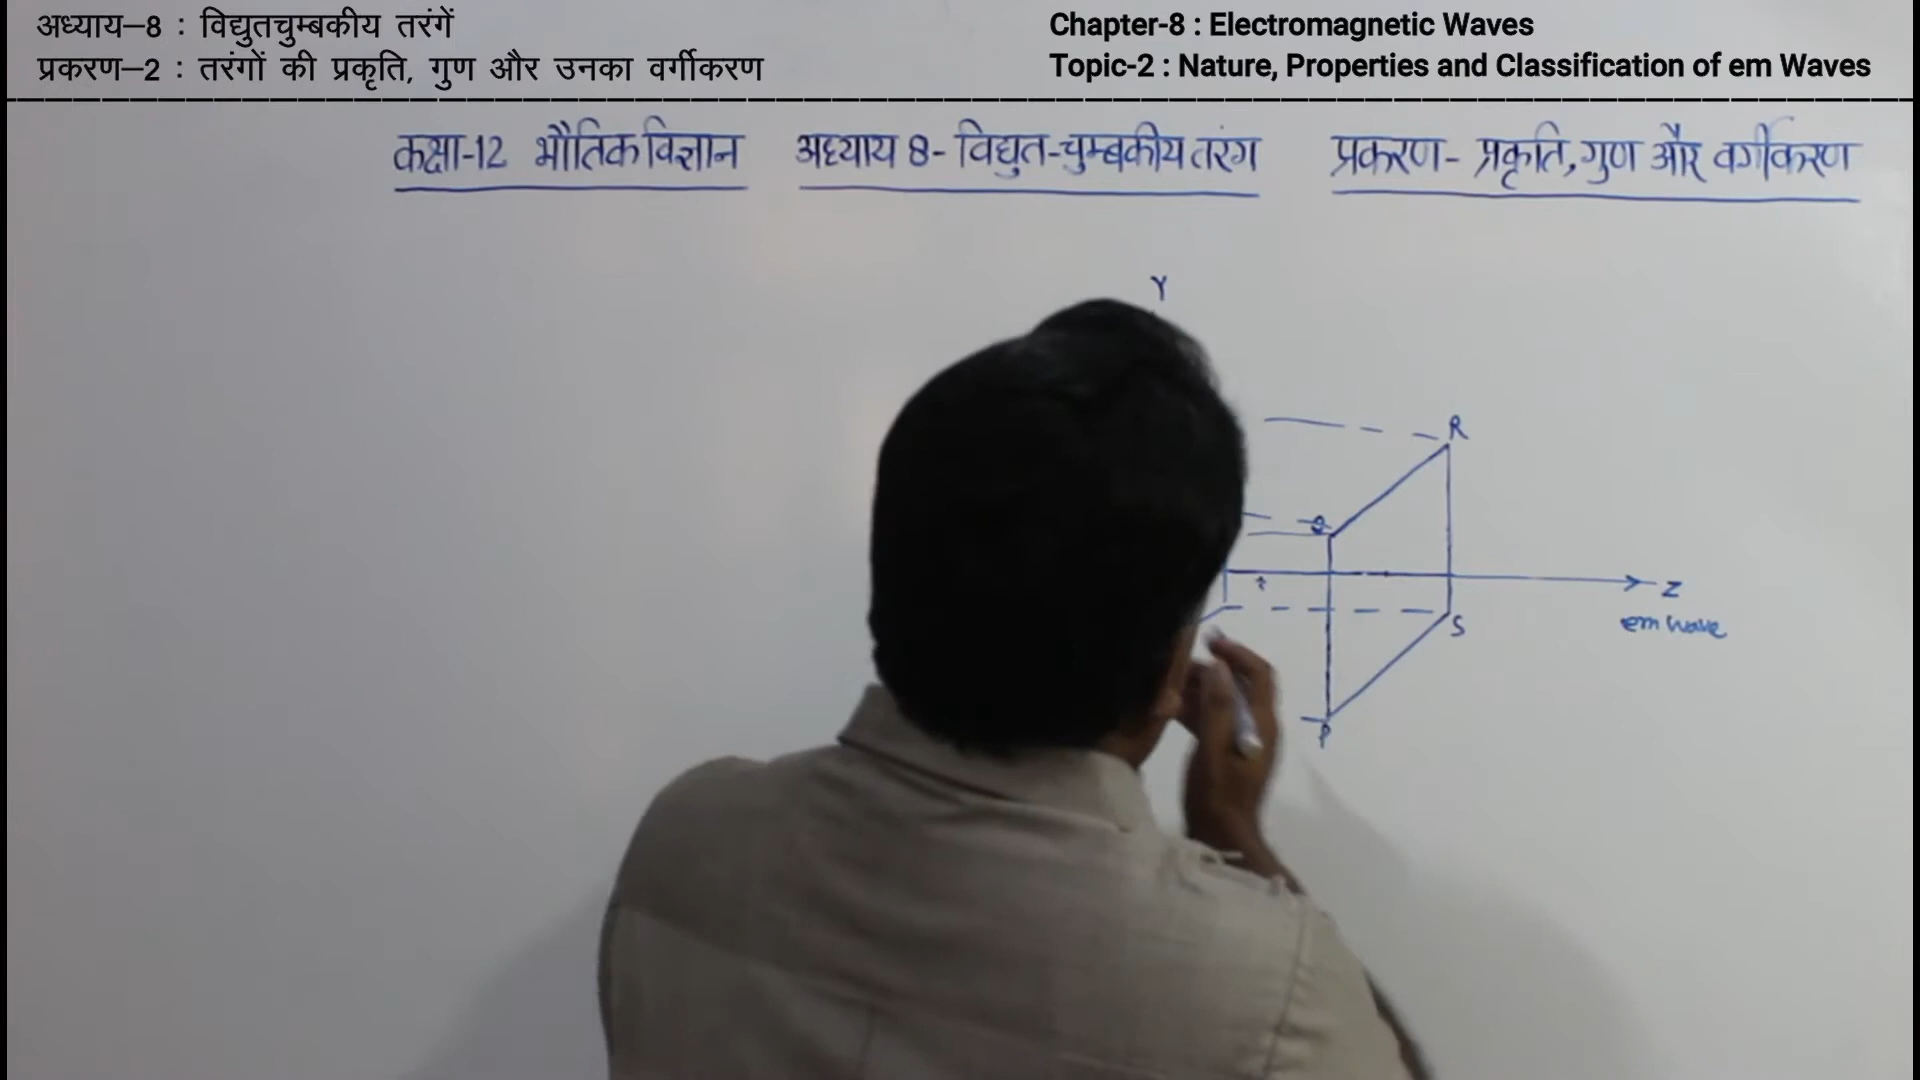 अध्याय–8 : विद्युतचुम्बकीय तरंगें
प्रकरण–2 : तरंगों की प्रकृति, गुण और उनका वर्गीकरण
Chapter-8 : Electromagnetic Waves
Topic-2 : Nature, Properties and Classification of em Waves
कक्षा-12 भौतिक विज्ञान अध्याय 8- विद्युत-चुम्बकीय तरंग प्रकरण- प्रकृति, गुण और वर्गीकरण
Y
R
Q
Z
S
em wave
P